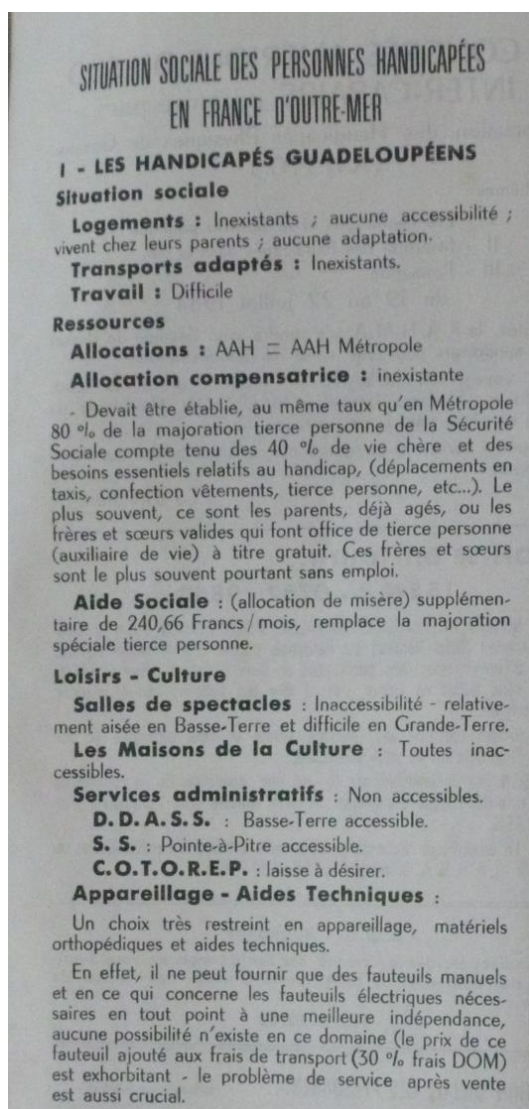 SITUATION SOCIALE DES PERSONNES HANDICAPÉES
EN FRANCE D'OUTRE-MER
I - LES HANDICAPÉS GUADELOUPÉENS
Situation sociale
Logements : Inexistants ; aucune accessibilité ;
vivent chez leurs parents ; aucune adaptation.
Transports adaptés : Inexistants.
Travail : Difficile
Ressources
Allocations : AAH = AAH Métropole
Allocation compensatrice : inexistante
- Devait être établie, au même taux qu'en Métropole
80 % de la majoration tierce personne de la Sécurité
Sociale compte tenu des 40 % de vie chère et des
besoins essentiels relatifs au handicap, (déplacements en
taxis, confection vêtements, tierce personne, etc...). Le
plus souvent, ce sont les parents, déjà agés, ou les
frères et sœurs valides qui font office de tierce personne
(auxiliaire de vie) à titre gratuit. Ces frères et sœurs
sont le plus souvent pourtant sans emploi.
Aide Sociale : (allocation de misère) supplémen-
taire de 240,66 Francs/mois, remplace la majoration
spéciale tierce personne.
Loisirs - Culture
Salles de spectacles : Inaccessibilité - relative-
ment aisée en Basse-Terre et difficile en Grande-Terre.
Les Maisons de la Culture : Toutes inac-
cessibles.
Services administratifs : Non accessibles.
D.D.A.S.S. : Basse-Terre accessible.
S.S. : Pointe-à-Pitre accessible.
C.O.T.O.R.E.P. : laisse à désirer.
Appareillage - Aides Techniques :
Un choix très restreint en appareillage, matériels
orthopédiques et aides techniques.
En effet, il ne peut fournir que des fauteuils manuels
et en ce qui concerne les fauteuils électriques néces-
saires en tout point à une meilleure indépendance,
aucune possibilité n'existe en ce domaine (le prix de ce
fauteuil ajouté aux frais de transport (30 % frais DOM)
est exhorbitant - le problème de service après vente
est aussi crucial.